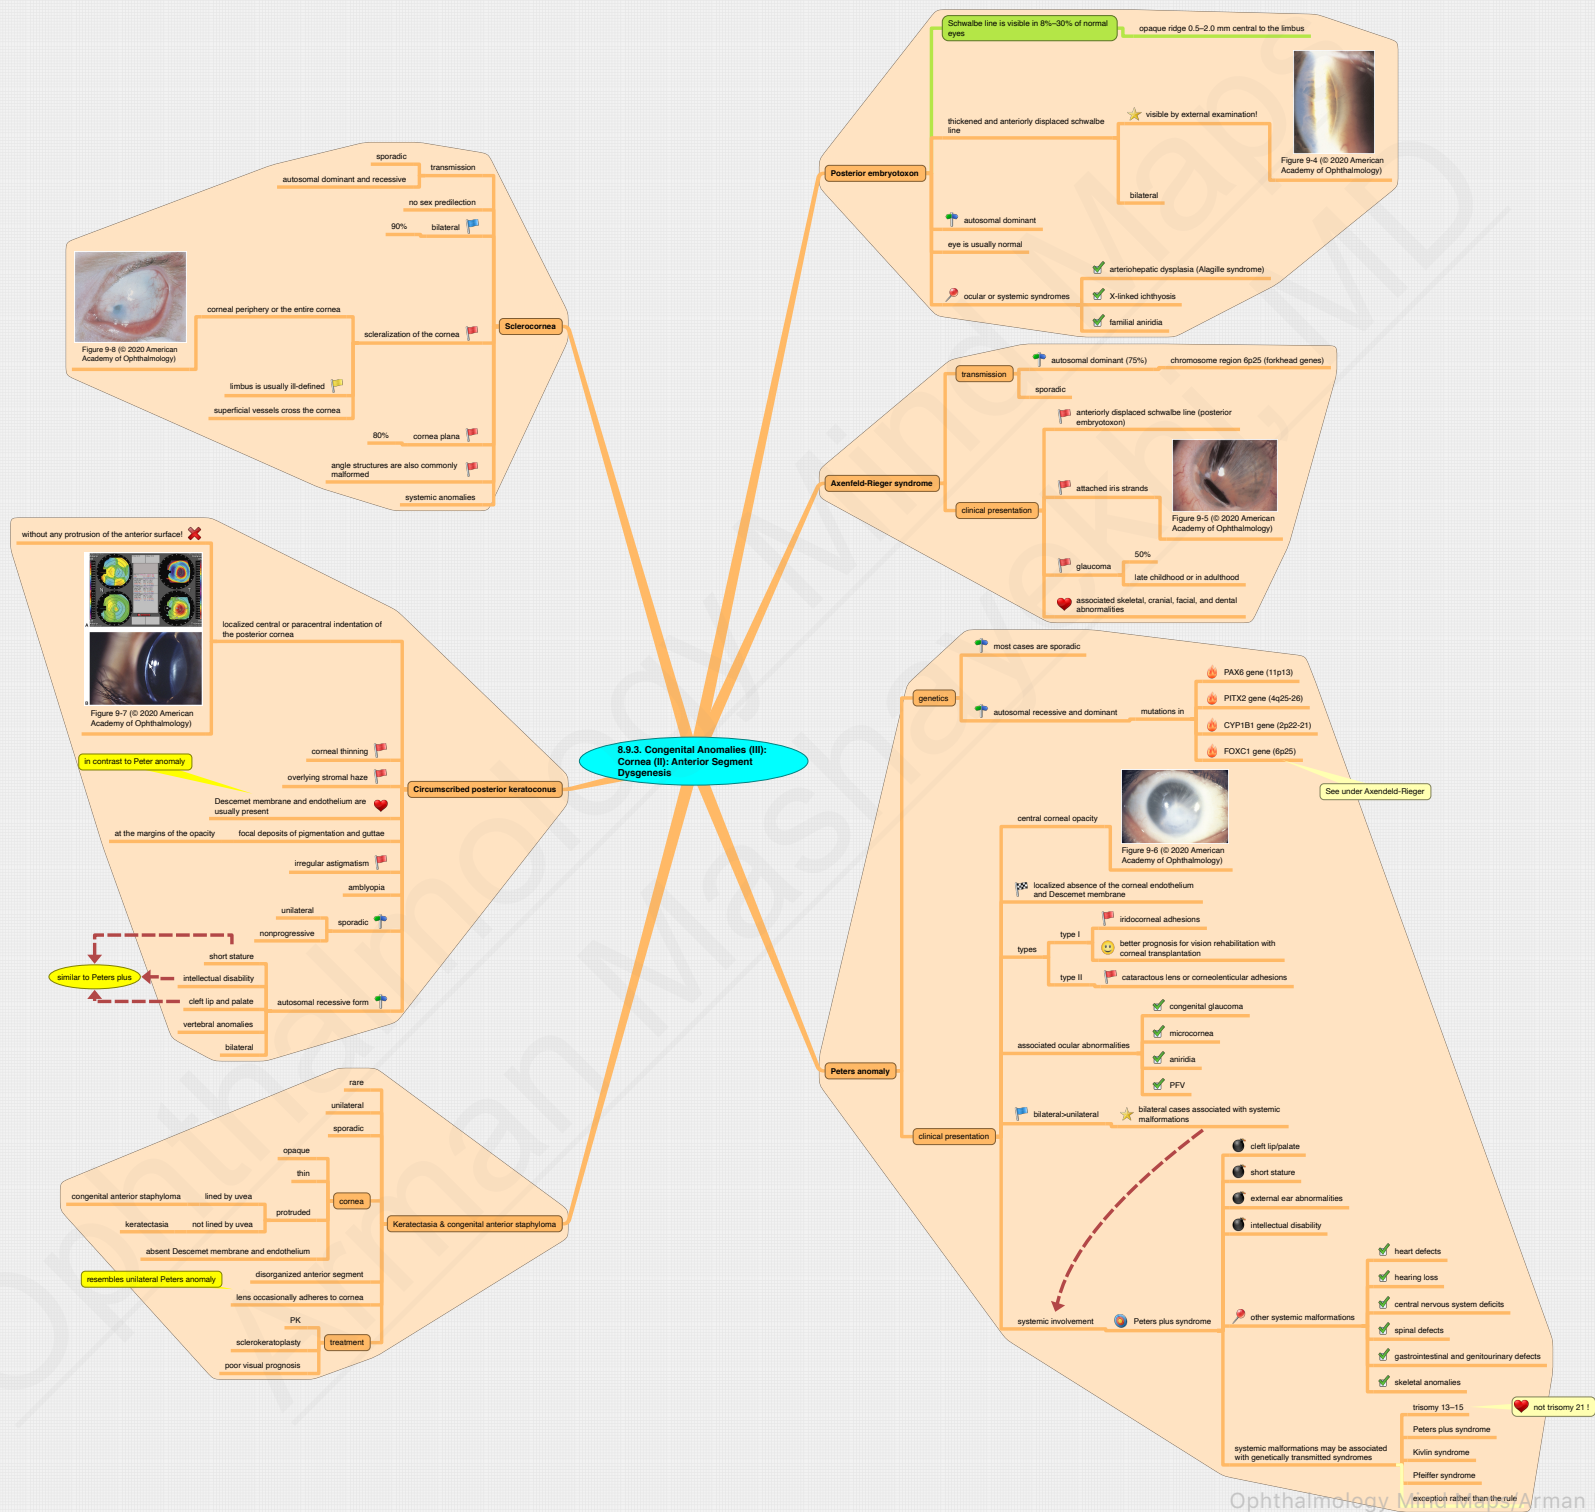 8.9.3. Congenital Anomalies (III):
Cornea (II): Anterior Segment
Dysgenesis
Posterior embryotoxon
Schwalbe line is visible in 8%–30% of normal
eyes
opaque ridge 0.5–2.0 mm central to the limbus
thickened and anteriorly displaced schwalbe
line
visible by external examination!
Figure 9-4 (© 2020 American
Academy of Ophthalmology)
bilateral
autosomal dominant
eye is usually normal
ocular or systemic syndromes
arteriohepatic dysplasia (Alagille syndrome)
X-linked ichthyosis
familial aniridia
Axenfeld-Rieger syndrome
transmission
autosomal dominant (75%)
chromosome region 6p25 (forkhead genes)
sporadic
clinical presentation
anteriorly displaced schwalbe line (posterior
embryotoxon)
attached iris strands
Figure 9-5 (© 2020 American
Academy of Ophthalmology)
glaucoma
50%
late childhood or in adulthood
associated skeletal, cranial, facial, and dental
abnormalities
Peters anomaly
genetics
most cases are sporadic
autosomal recessive and dominant
mutations in
PAX6 gene (11p13)
PITX2 gene (4q25-26)
CYP1B1 gene (2p22-21)
FOXC1 gene (6p25)
See under Axendeld-Rieger
clinical presentation
central corneal opacity
Figure 9-6 (© 2020 American
Academy of Ophthalmology)
localized absence of the corneal endothelium
and Descemet membrane
types
type I
iridocorneal adhesions
better prognosis for vision rehabilitation with
corneal transplantation
type II
cataractous lens or corneolenticular adhesions
associated ocular abnormalities
congenital glaucoma
microcornea
aniridia
PFV
bilateral>unilateral
bilateral cases associated with systemic
malformations
systemic involvement
Peters plus syndrome
cleft lip/palate
short stature
external ear abnormalities
intellectual disability
other systemic malformations
heart defects
hearing loss
central nervous system deficits
spinal defects
gastrointestinal and genitourinary defects
skeletal anomalies
systemic malformations may be associated
with genetically transmitted syndromes
trisomy 13–15
not trisomy 21 !
Peters plus syndrome
Kivlin syndrome
Pfeiffer syndrome
exception rather than the rule
Sclerocornea
transmission
sporadic
autosomal dominant and recessive
no sex predilection
bilateral
90%
scleralization of the cornea
corneal periphery or the entire cornea
Figure 9-8 (© 2020 American
Academy of Ophthalmology)
limbus is usually ill-defined
superficial vessels cross the cornea
cornea plana
80%
angle structures are also commonly
malformed
systemic anomalies
Circumscribed posterior keratoconus
localized central or paracentral indentation of
the posterior cornea
without any protrusion of the anterior surface!
A
B
Figure 9-7 (© 2020 American
Academy of Ophthalmology)
corneal thinning
overlying stromal haze
Descemet membrane and endothelium are
usually present
in contrast to Peter anomaly
focal deposits of pigmentation and guttae
at the margins of the opacity
irregular astigmatism
amblyopia
sporadic
unilateral
nonprogressive
autosomal recessive form
short stature
intellectual disability
cleft lip and palate
vertebral anomalies
bilateral
similar to Peters plus
Keratectasia & congenital anterior staphyloma
rare
unilateral
sporadic
cornea
opaque
thin
protruded
lined by uvea
congenital anterior staphyloma
not lined by uvea
keratectasia
absent Descemet membrane and endothelium
disorganized anterior segment
lens occasionally adheres to cornea
resembles unilateral Peters anomaly
treatment
PK
sclerokeratoplasty
poor visual prognosis
Ophthalmology Mind Maps
Arman Mashayekhi, MD
Ophthalmology Mind Maps/Arman